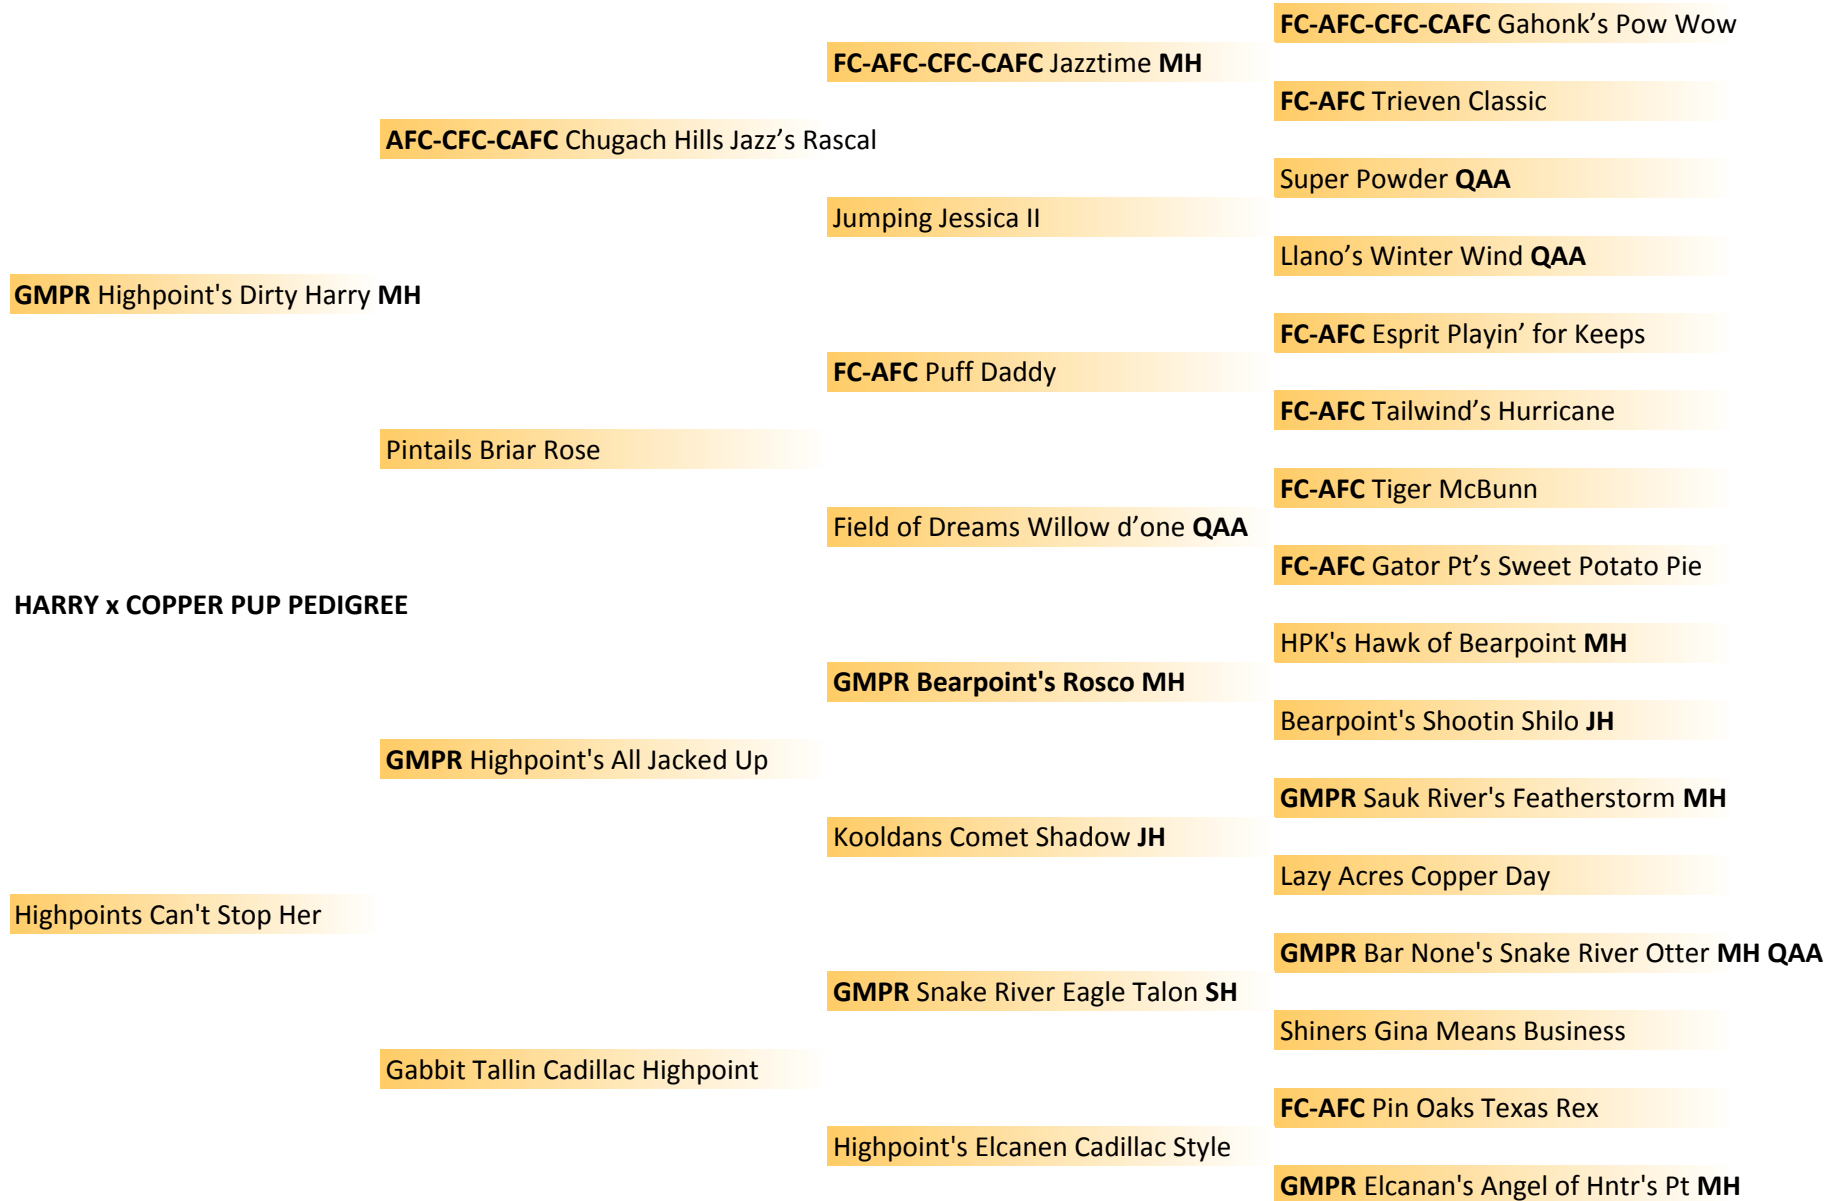 FC-AFC-CFC-CAFC Gahonk’s Pow Wow
FC-AFC-CFC-CAFC Jazztime MH
FC-AFC Trieven Classic
AFC-CFC-CAFC Chugach Hills Jazz’s Rascal
Super Powder QAA
Jumping Jessica II
Llano’s Winter Wind QAA
GMPR Highpoint's Dirty Harry MH
FC-AFC Esprit Playin’ for Keeps
FC-AFC Puff Daddy
FC-AFC Tailwind’s Hurricane
Pintails Briar Rose
FC-AFC Tiger McBunn
Field of Dreams Willow d’one QAA
FC-AFC Gator Pt’s Sweet Potato Pie
HARRY x COPPER PUP PEDIGREE
HPK's Hawk of Bearpoint MH
GMPR Bearpoint's Rosco MH
Bearpoint's Shootin Shilo JH
GMPR Highpoint's All Jacked Up
GMPR Sauk River's Featherstorm MH
Kooldans Comet Shadow JH
Lazy Acres Copper Day
Highpoints Can't Stop Her
GMPR Bar None's Snake River Otter MH QAA
GMPR Snake River Eagle Talon SH
Shiners Gina Means Business
Gabbit Tallin Cadillac Highpoint
FC-AFC Pin Oaks Texas Rex
Highpoint's Elcanen Cadillac Style
GMPR Elcanan's Angel of Hntr's Pt MH